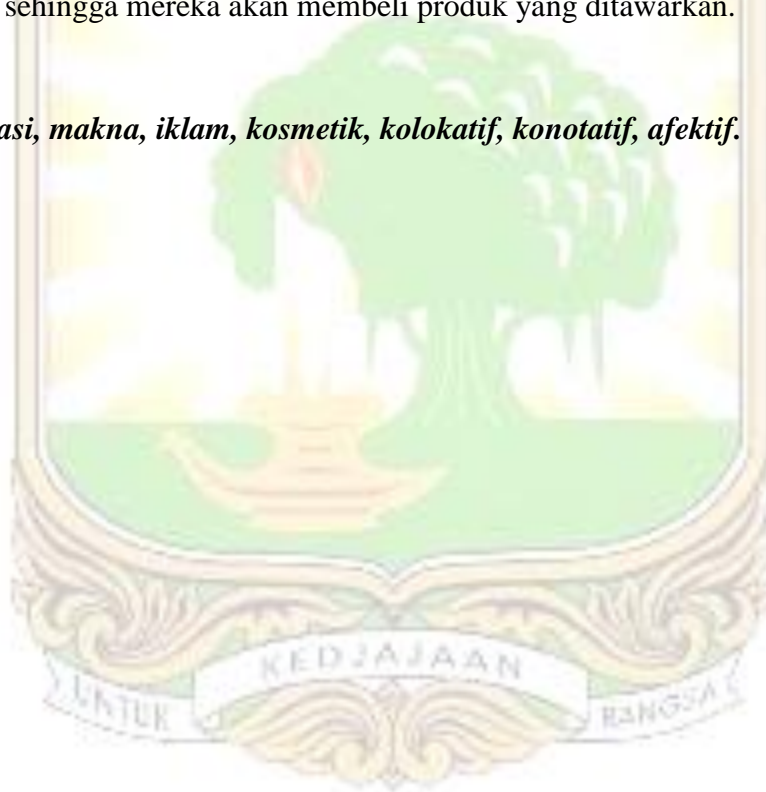 sehingga mereka akan membeli produk yang ditawarkan.
asi, makna, iklam, kosmetik, kolokatif, konotatif, afektif.
UNTUK KEDJAJAAN BANGSA